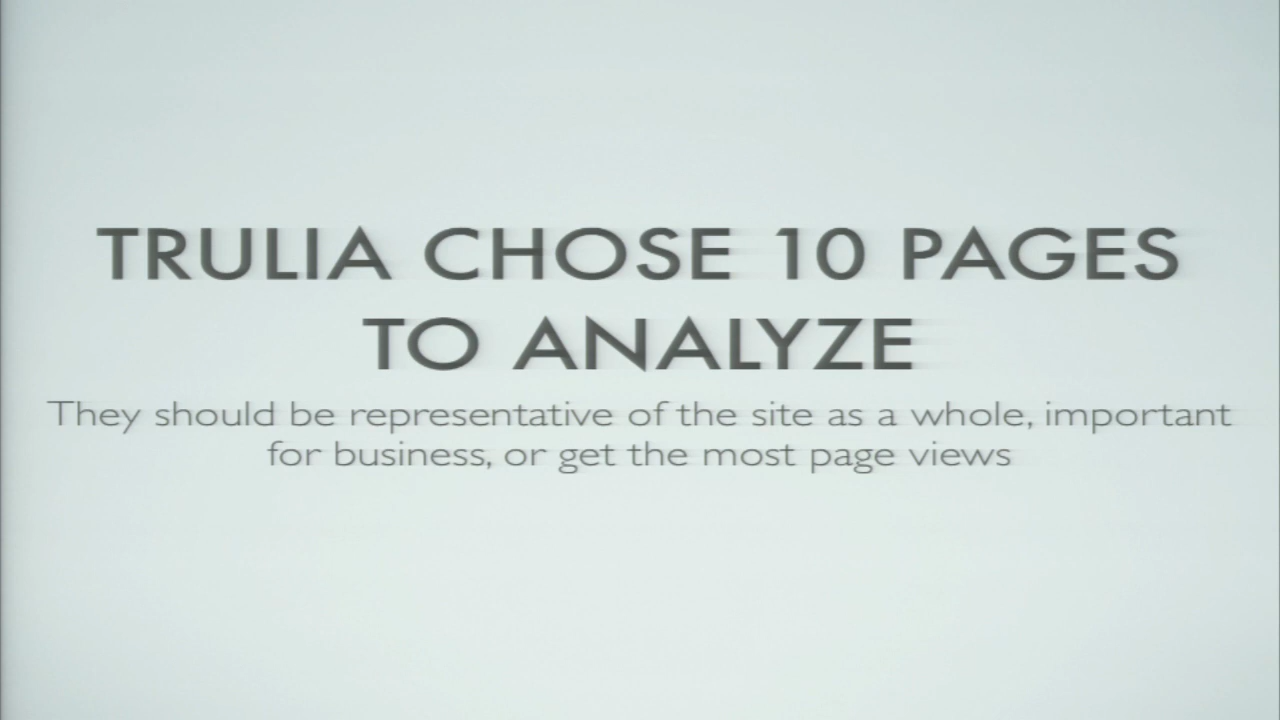 TRULIA CHOSE 10 PAGES
TO ANALYZE
They should be representative of the site as a whole, important
for business, or get the most page views